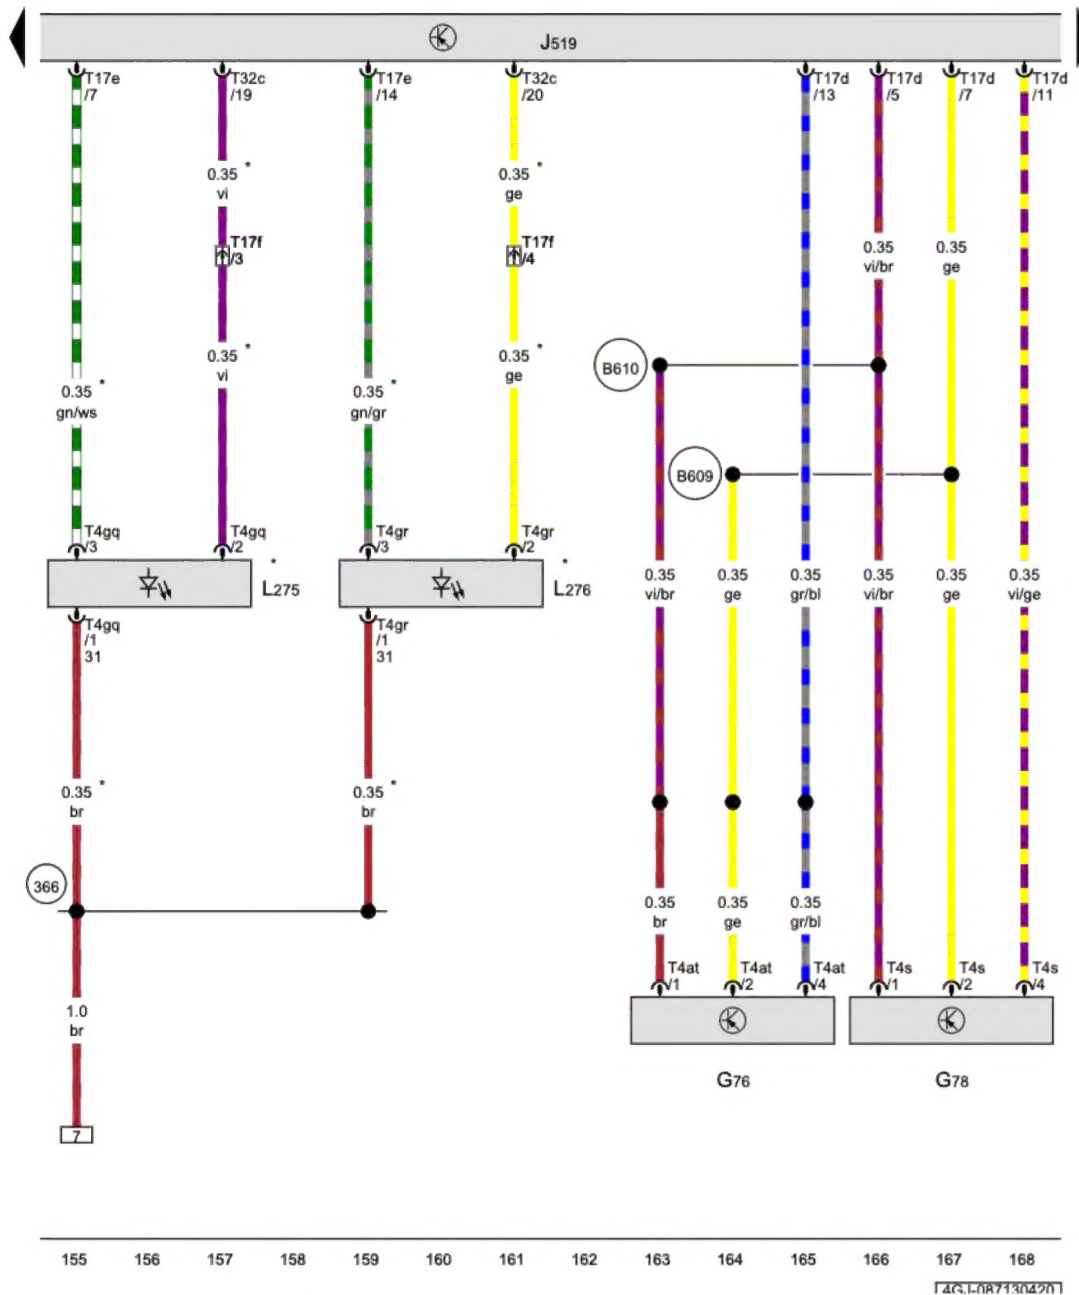 J519
T17e
/7
T32c
/19
T17e
/14
T32c
/20
T17d
/13
T17d
/5
T17d
/7
T17d
/11
0.35 *
vi
0.35 *
ge
T17f
/3
T17f
/4
0.35
vi/br
0.35
ge
0.35 *
gn/ws
0.35 *
vi
0.35 *
gn/gr
0.35 *
ge
B610
B609
T4gq
/3
T4gq
/2
T4gr
/3
T4gr
/2
L275 *
L276 *
0.35
vi/br
0.35
ge
0.35
gr/bl
0.35
vi/br
0.35
ge
0.35
vi/ge
T4gq
/1
31
T4gr
/1
31
0.35 *
br
0.35 *
br
366
0.35
br
0.35
ge
0.35
gr/bl
T4at
/1
T4at
/2
T4at
/4
T4s
/1
T4s
/2
T4s
/4
1.0
br
G76
G78
7
155 156 157 158 159 160 161 162 163 164 165 166 167 168
4GJ-087130420